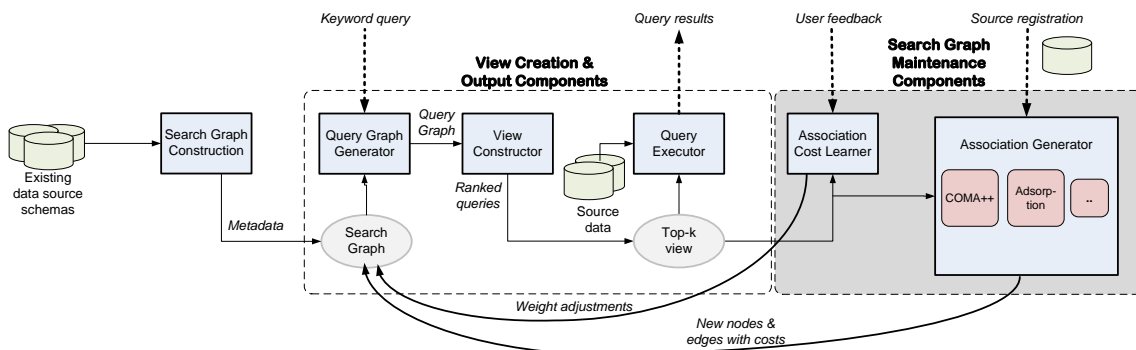 Keyword query
Query results
User feedback
Source registration
View Creation &
Output Components
Search Graph
Maintenance
Components
Existing
data source
schemas
Search Graph
Construction
Metadata
Query Graph
Generator
Query
Graph
View
Constructor
Ranked
queries
Search
Graph
Source
data
Query
Executor
Top-k
view
Association
Cost Learner
Association Generator
COMA++
Adsorp-
tion
..
Weight adjustments
New nodes &
edges with costs